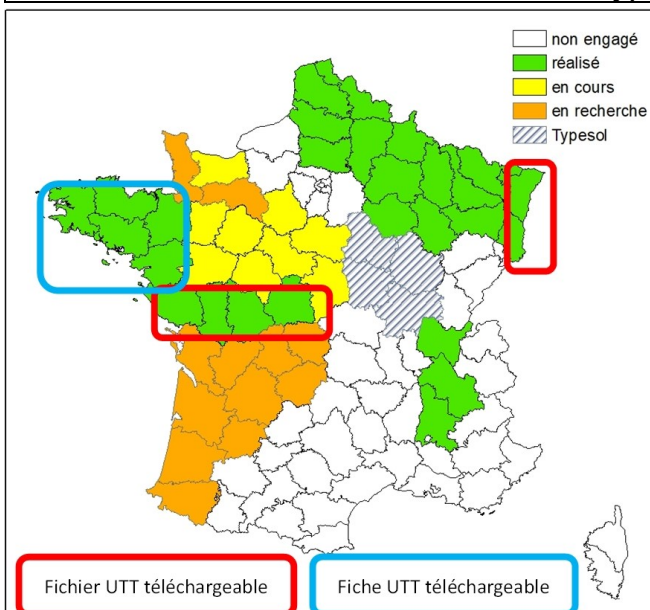 non engagé
réalisé
en cours
en recherche
Typesol
Fichier UTT téléchargeable
Fiche UTT téléchargeable